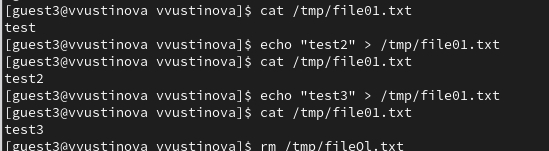 [guest3@vvustinova vvustinova]$ cat /tmp/file01.txt
test
[guest3@vvustinova vvustinova]$ echo "test2" > /tmp/file01.txt
[guest3@vvustinova vvustinova]$ cat /tmp/file01.txt
test2
[guest3@vvustinova vvustinova]$ echo "test3" > /tmp/file01.txt
[guest3@vvustinova vvustinova]$ cat /tmp/file01.txt
test3
[guest3@vvustinova vvustinova]$ rm /tmp/fileOl.txt